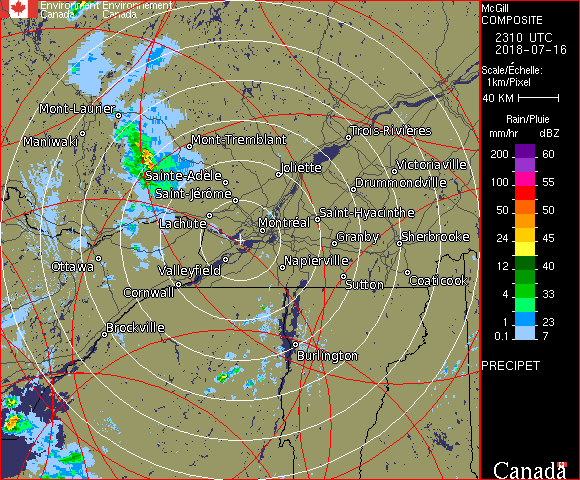 Environment Environnement
Canada Canada
McGill
COMPOSITE
2310 UTC
2018-07-16
Scale/Échelle:
1km/Pixel
40 KM
Rain/Pluie
mm/hr dBZ
200 60
150 57
100 55
50 50
24 45
12 40
4 33
1 23
0.1 7
PRECIPET
Canada
Mont-Laurier
Maniwaki
Mont-Tremblant
Trois-Rivières
Sainte-Adèle
Joliette
Victoriaville
Saint-Jérôme
Drummondville
Lachute
Montréal
Saint-Hyacinthe
Granby
Sherbrooke
Ottawa
Valleyfield
Napierville
Cornwall
Sutton
Coaticook
Brockville
Burlington